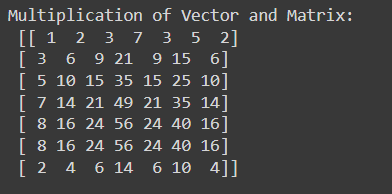 Multiplication of Vector and Matrix:
[[ 1  2  3  7  3  5  2]
[ 3  6  9 21  9 15  6]
[ 5 10 15 35 15 25 10]
[ 7 14 21 49 21 35 14]
[ 8 16 24 56 24 40 16]
[ 8 16 24 56 24 40 16]
[ 2  4  6 14  6 10  4]]